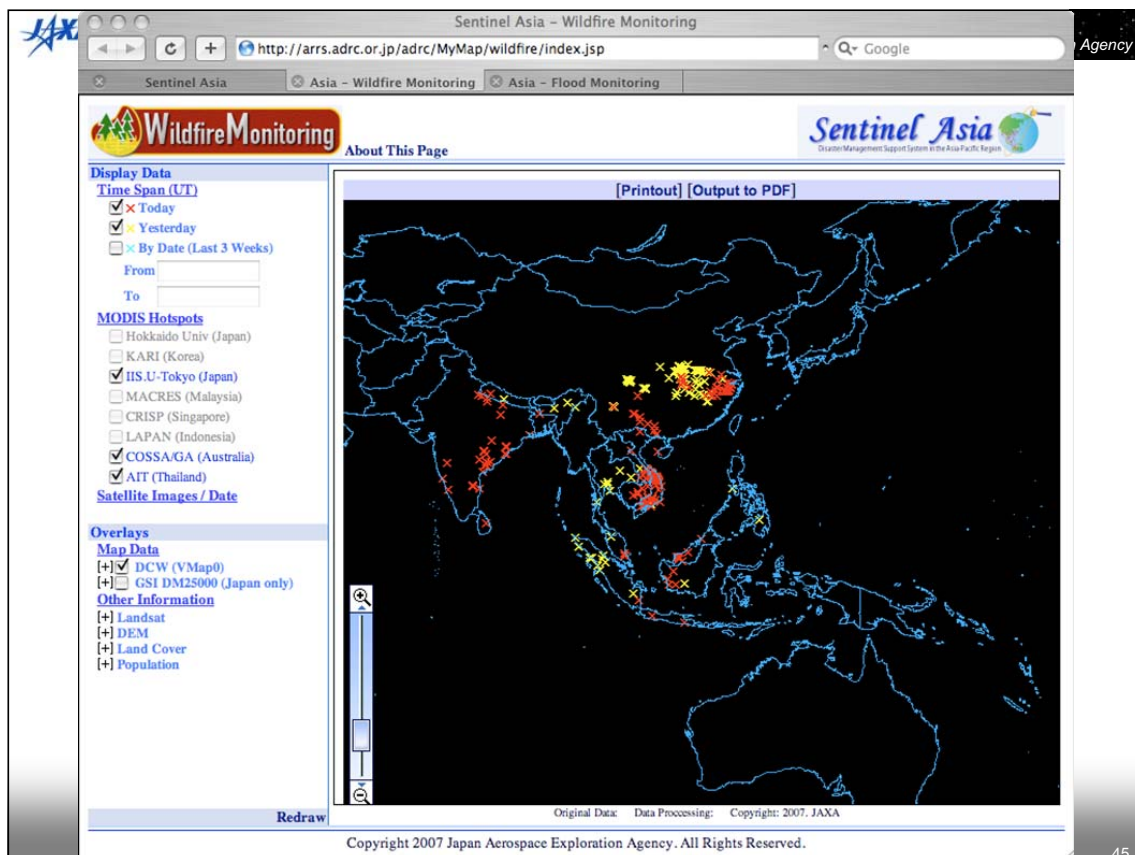 JAXA
Sentinel Asia – Wildfire Monitoring
http://arrs.adrc.or.jp/adrc/MyMap/wildfire/index.jsp
Google
Agency
Sentinel Asia
Asia – Wildfire Monitoring
Asia – Flood Monitoring
WildfireMonitoring
About This Page
Sentinel Asia
Disaster Management Support System in the Asia-Pacific Region
Display Data
Time Span (UT)
Today
Yesterday
By Date (Last 3 Weeks)
From
To
MODIS Hotspots
Hokkaido Univ (Japan)
KARI (Korea)
IIS.U-Tokyo (Japan)
MACRES (Malaysia)
CRISP (Singapore)
LAPAN (Indonesia)
COSSA/GA (Australia)
AIT (Thailand)
Satellite Images / Date
Overlays
Map Data
[+] DCW (VMap0)
[+] GSI DM25000 (Japan only)
Other Information
[+] Landsat
[+] DEM
[+] Land Cover
[+] Population
Redraw
[Printout] [Output to PDF]
Original Data: Data Proccessing: Copyright: 2007. JAXA
Copyright 2007 Japan Aerospace Exploration Agency. All Rights Reserved.
45